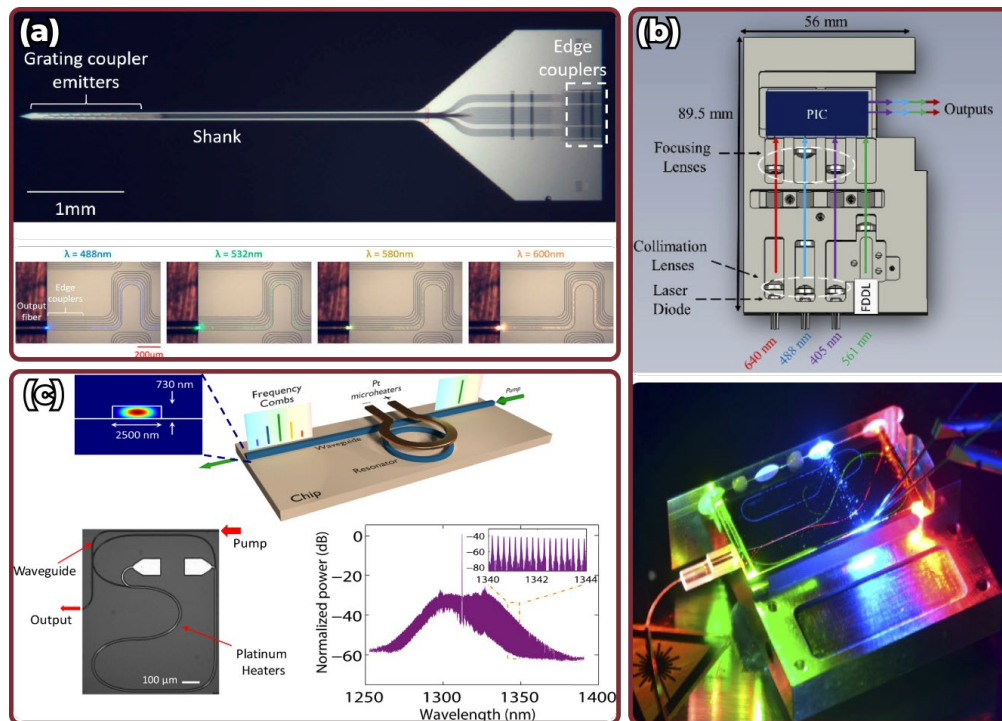 (a)
Grating coupler
emitters
Edge
couplers
Shank
1mm
λ = 488nm
λ = 532nm
λ = 580nm
λ = 600nm
Edge
couplers
Output
fiber
200um
(b)
56 mm
89.5 mm
PIC
Outputs
Focusing
Lenses
Collimation
Lenses
Laser
Diode
FDDL
640 nm
488 nm
405 nm
561 nm
(c)
730 nm
2500 nm
Frequency
Combs
Pt
microheaters
Pump
Waveguide
Resonator
Chip
Pump
Waveguide
Output
Platinum
Heaters
100 µm
Normalized power (dB)
0
−20
−40
−60
−40
−60
−80
1340 1342 1344
1250 1300 1350 1400
Wavelength (nm)